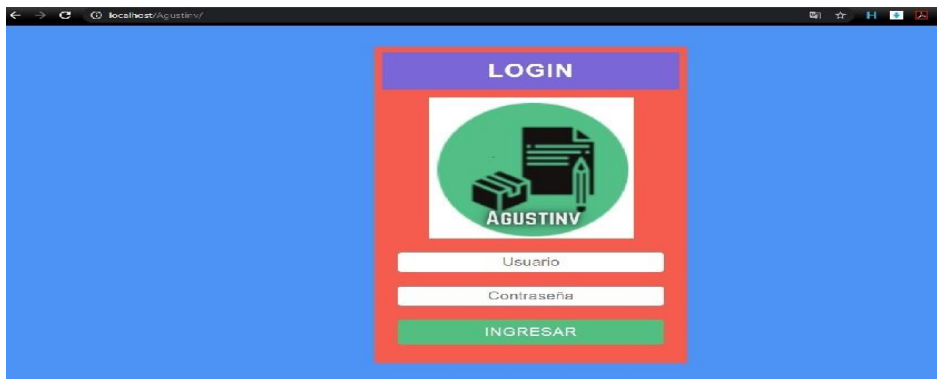 localhost/Agustinv/
LOGIN
AGUSTINV
Usuario
Contraseña
INGRESAR